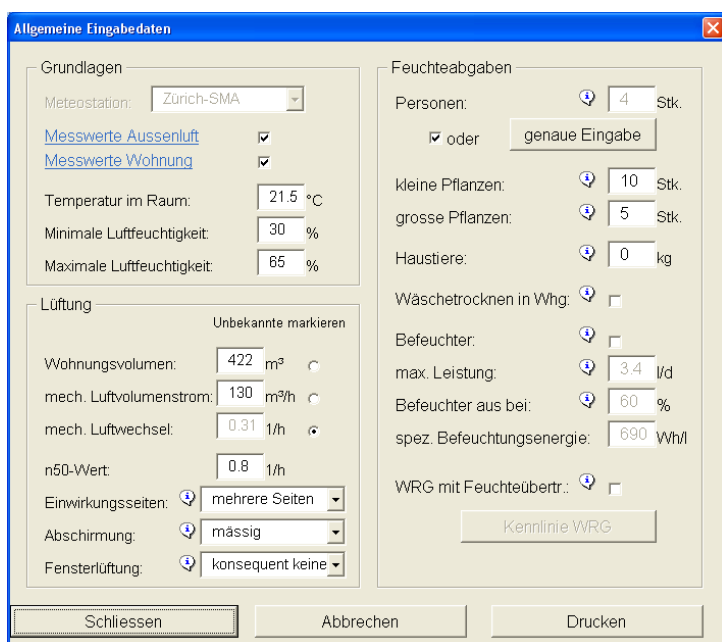 Allgemeine Eingabedaten
Grundlagen
Meteostation: Zürich-SMA
Messwerte Aussenluft
Messwerte Wohnung
Temperatur im Raum: 21.5 °C
Minimale Luftfeuchtigkeit: 30 %
Maximale Luftfeuchtigkeit: 65 %
Lüftung
Unbekannte markieren
Wohnungsvolumen: 422 m³
mech. Luftvolumenstrom: 130 m³/h
mech. Luftwechsel: 0.31 1/h
n50-Wert: 0.8 1/h
Einwirkungsseiten: mehrere Seiten
Abschirmung: mässig
Fensterlüftung: konsequent keine
Feuchteabgaben
Personen: 4 Stk.
oder genaue Eingabe
kleine Pflanzen: 10 Stk.
grosse Pflanzen: 5 Stk.
Haustiere: 0 kg
Wäschetrocknen in Whg:
Befeuchter:
max. Leistung: 3.4 l/d
Befeuchter aus bei: 60 %
spez. Befeuchtungsenergie: 690 Wh/l
WRG mit Feuchteübertr.:
Kennlinie WRG
Schliessen
Abbrechen
Drucken